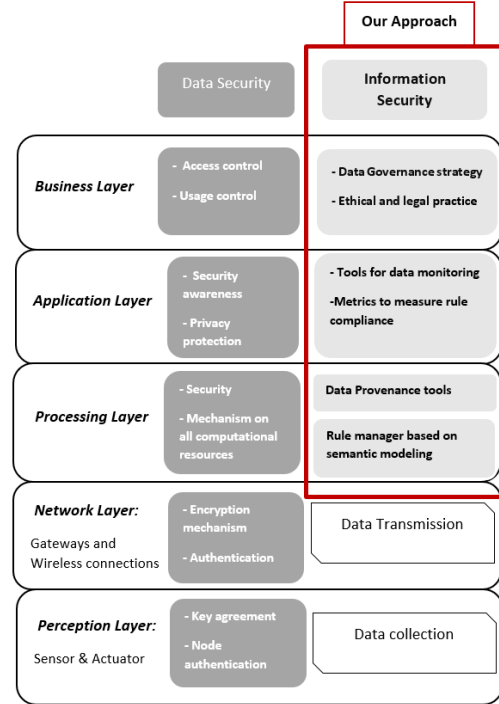 Our Approach
Data Security
Information
Security
Business Layer
- Access control
- Usage control
- Data Governance strategy
- Ethical and legal practice
Application Layer
- Security
awareness
- Privacy
protection
- Tools for data monitoring
-Metrics to measure rule
compliance
Processing Layer
- Security
- Mechanism on
all computational
resources
Data Provenance tools
Rule manager based on
semantic modeling
Network Layer:
Gateways and
Wireless connections
- Encryption
mechanism
- Authentication
Data Transmission
Perception Layer:
Sensor & Actuator
- Key agreement
- Node
authentication
Data collection